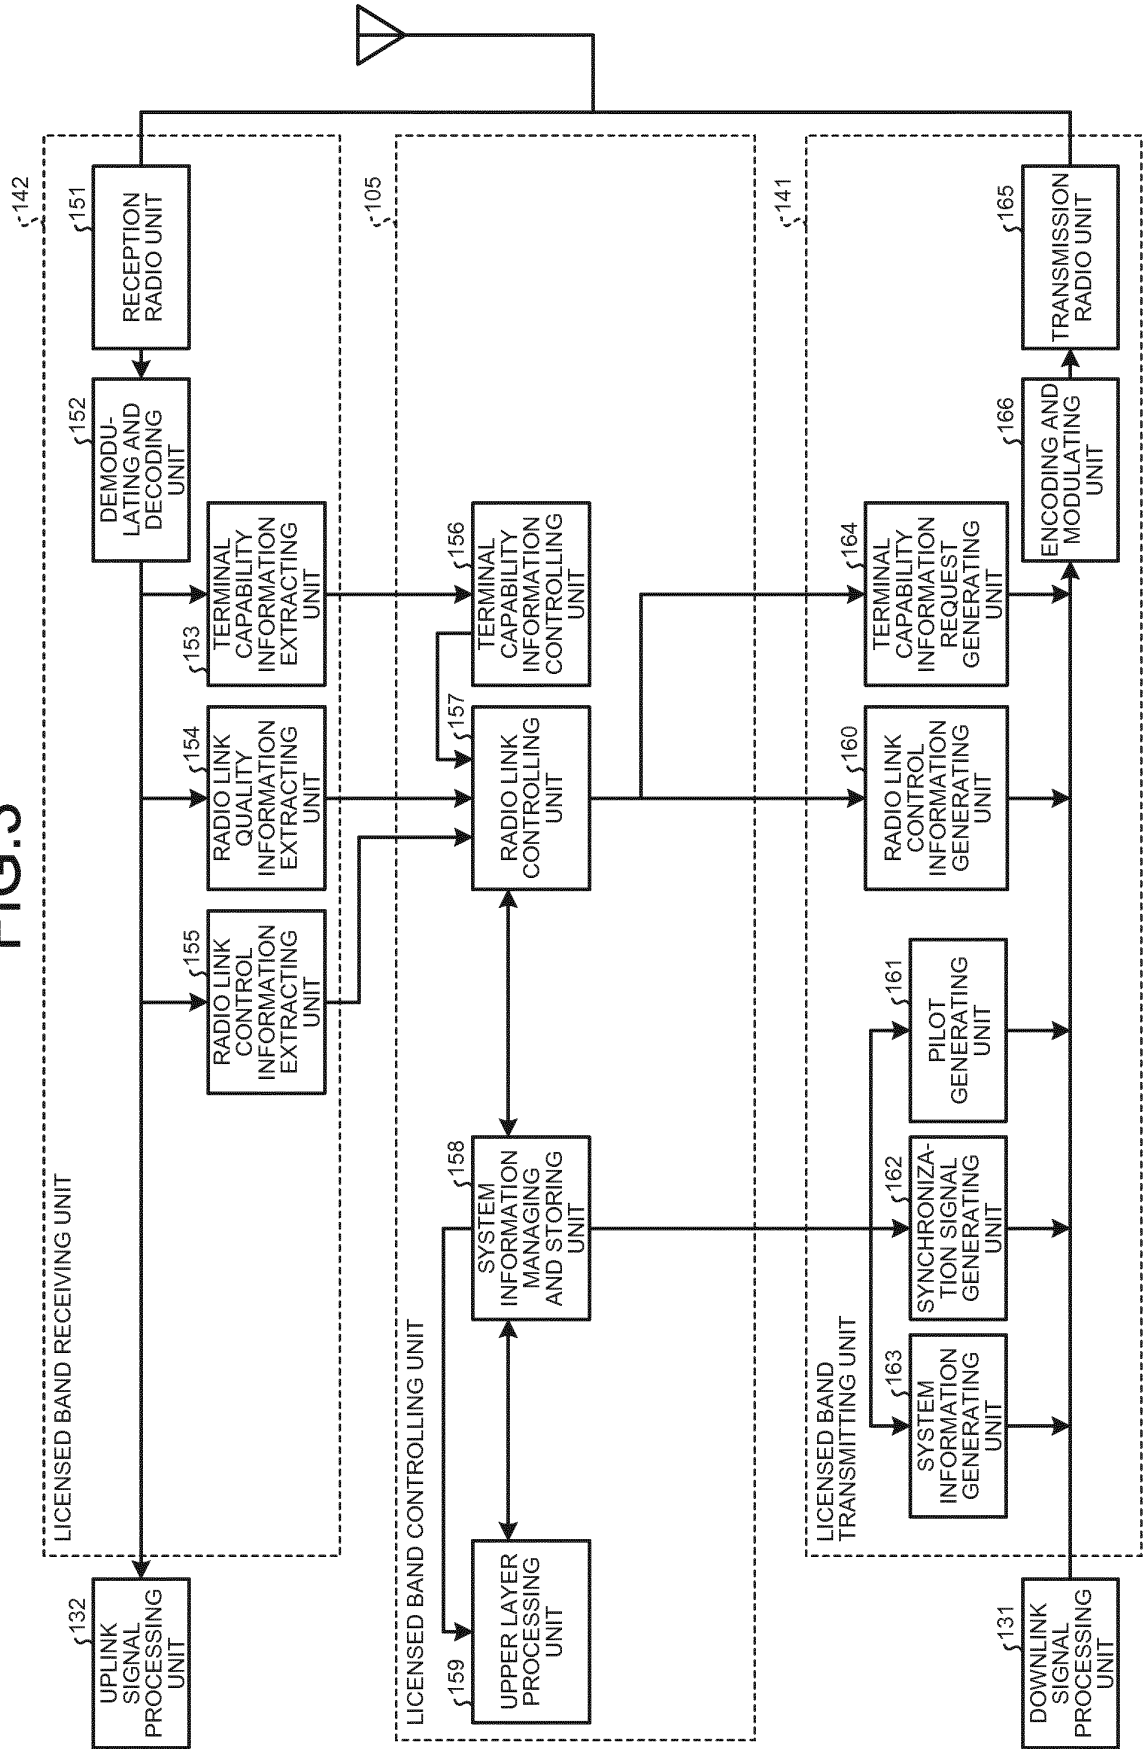 FIG.3
LICENSED BAND RECEIVING UNIT
142
132
UPLINK
SIGNAL
PROCESSING
UNIT
155
RADIO LINK
CONTROL
INFORMATION
EXTRACTING
UNIT
154
RADIO LINK
QUALITY
INFORMATION
EXTRACTING
UNIT
153
TERMINAL
CAPABILITY
INFORMATION
EXTRACTING
UNIT
152
DEMODU-
LATING AND
DECODING
UNIT
151
RECEPTION
RADIO UNIT
LICENSED BAND CONTROLLING UNIT
105
159
UPPER LAYER
PROCESSING
UNIT
158
SYSTEM
INFORMATION
MANAGING
AND STORING
UNIT
157
RADIO LINK
CONTROLLING
UNIT
156
TERMINAL
CAPABILITY
INFORMATION
CONTROLLING
UNIT
LICENSED BAND
TRANSMITTING UNIT
141
131
DOWNLINK
SIGNAL
PROCESSING
UNIT
163
SYSTEM
INFORMATION
GENERATING
UNIT
162
SYNCHRONIZA-
TION SIGNAL
GENERATING
UNIT
161
PILOT
GENERATING
UNIT
160
RADIO LINK
CONTROL
INFORMATION
GENERATING
UNIT
164
TERMINAL
CAPABILITY
INFORMATION
REQUEST
GENERATING
UNIT
166
ENCODING AND
MODULATING
UNIT
165
TRANSMISSION
RADIO UNIT